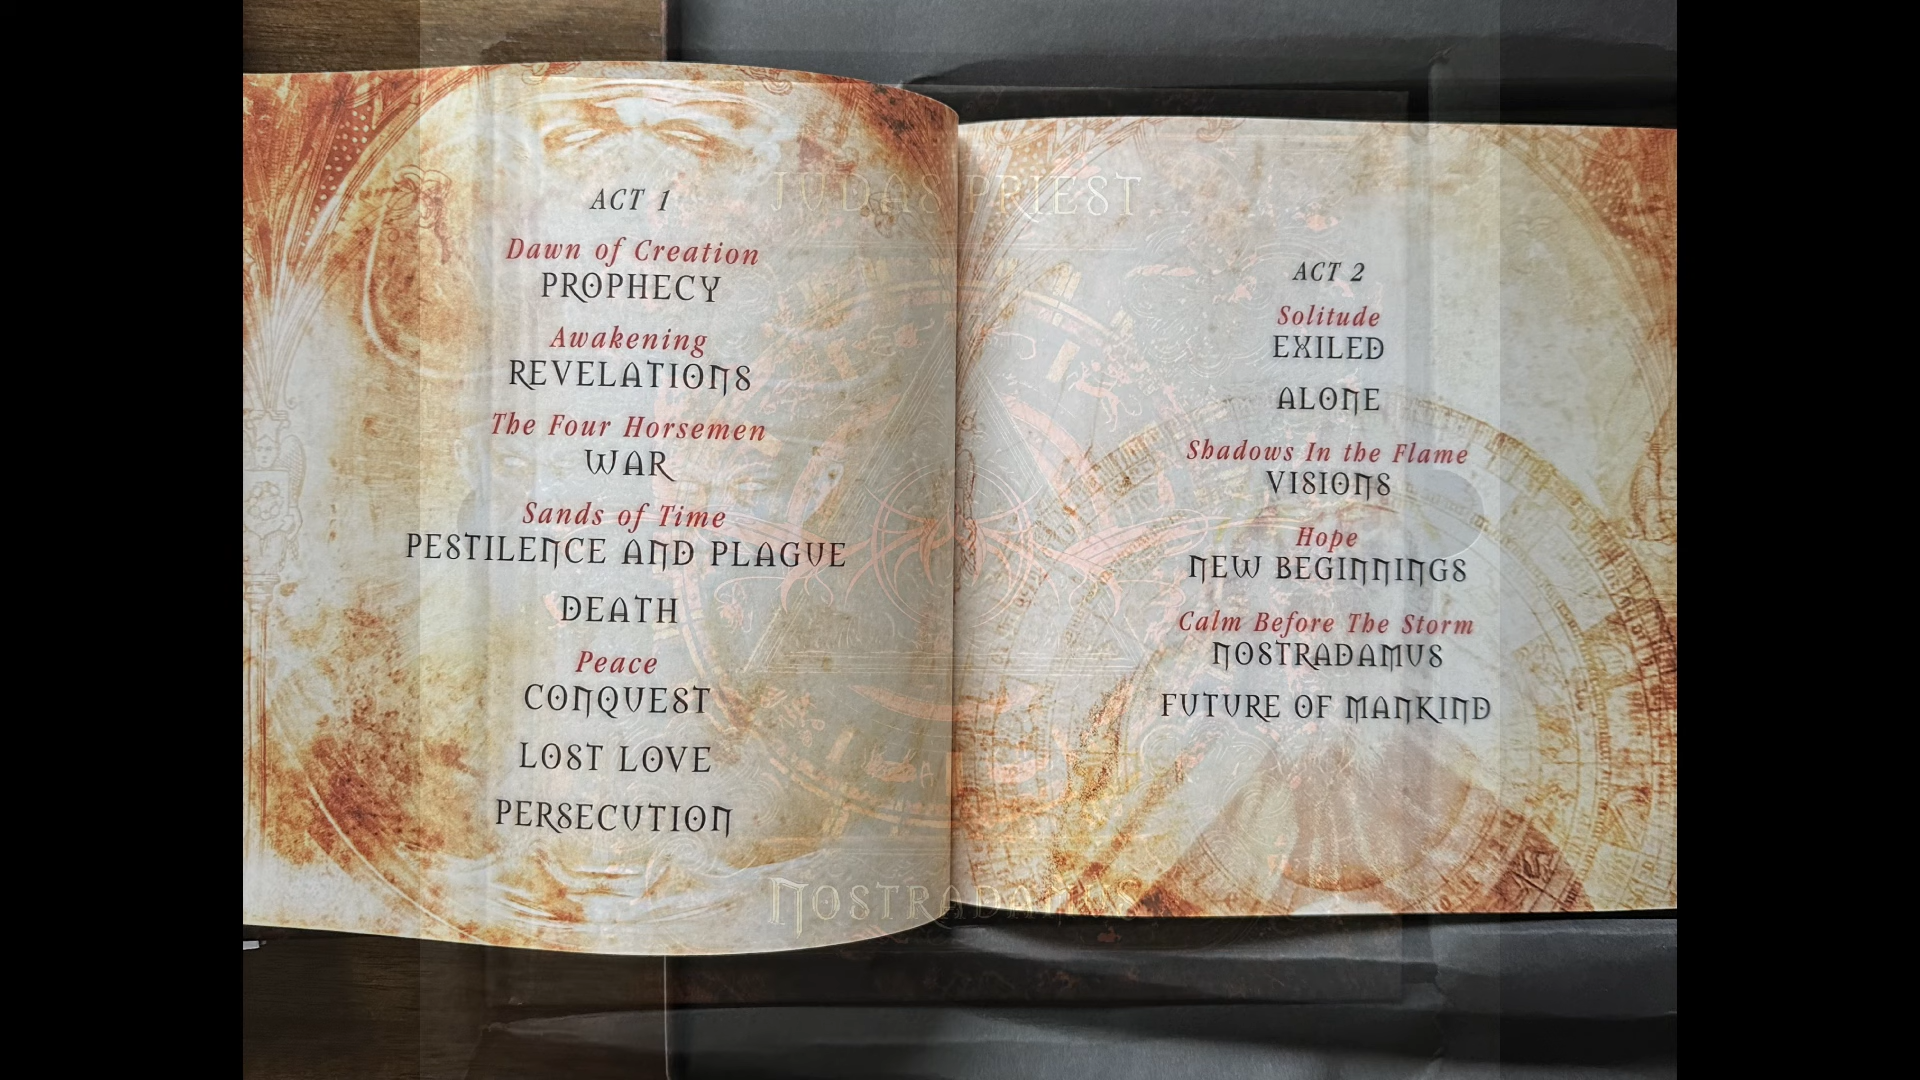 JUDAS PRIEST
ACT 1
Dawn of Creation
PROPHECY
Awakening
REVELATIONS
The Four Horsemen
WAR
Sands of Time
PESTILENCE AND PLAGUE
DEATH
Peace
CONQUEST
LOST LOVE
PERSECUTION
NOSTRADAMUS
ACT 2
Solitude
EXILED
ALONE
Shadows In the Flame
VISIONS
Hope
NEW BEGINNINGS
Calm Before The Storm
NOSTRADAMUS
FUTURE OF MANKIND